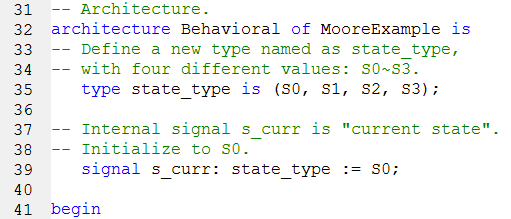 31 -- Architecture.
32 architecture Behavioral of MooreExample is
33 -- Define a new type named as state_type,
34 -- with four different values: S0~S3.
35    type state_type is (S0, S1, S2, S3);
36
37 -- Internal signal s_curr is "current state".
38 -- Initialize to S0.
39    signal s_curr: state_type := S0;
40
41 begin